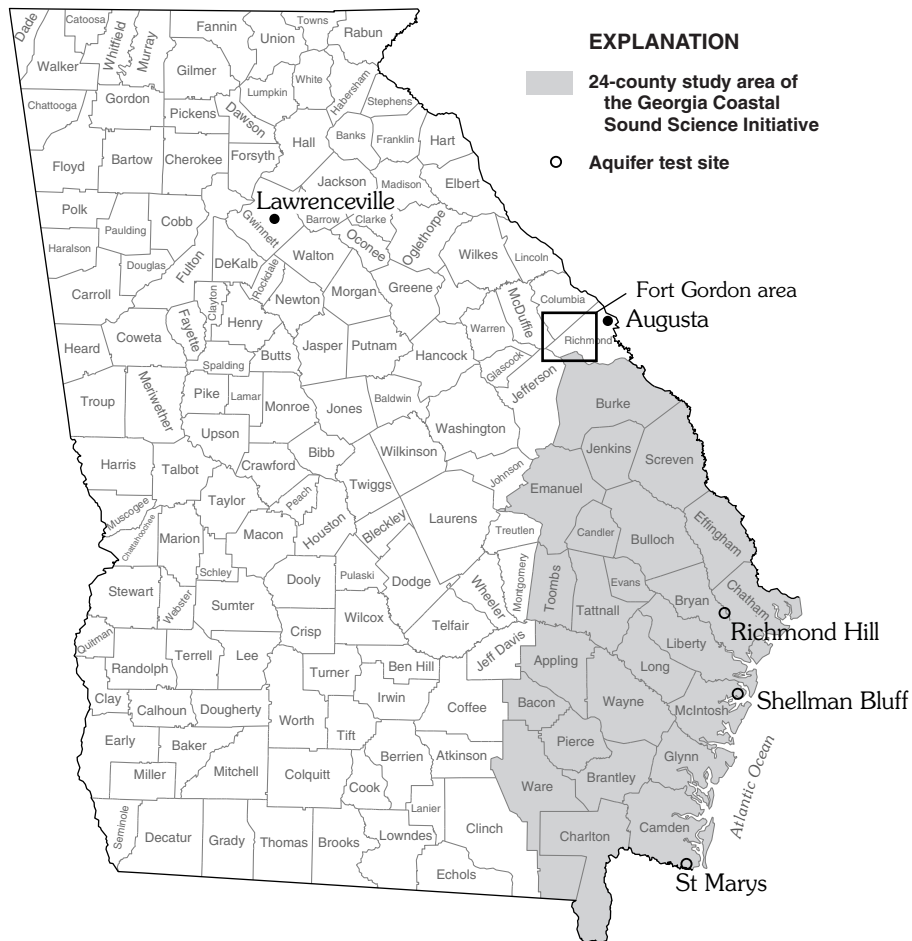 Dade
Catoosa
Whitfield
Murray
Fannin
Union
Towns
Rabun
Walker
Gilmer
Lumpkin
White
Habersham
Stephens
Chattooga
Gordon
Pickens
Dawson
Hall
Banks
Franklin
Hart
Floyd
Bartow
Cherokee
Forsyth
Jackson
Madison
Elbert
Polk
Paulding
Cobb
Lawrenceville
Gwinnett
Barrow
Clarke
Oconee
Oglethorpe
Haralson
Douglas
Fulton
DeKalb
Rockdale
Walton
Wilkes
Lincoln
Carroll
Clayton
Newton
Morgan
Greene
McDuffie
Columbia
Heard
Coweta
Fayette
Henry
Jasper
Putnam
Hancock
Warren
Richmond
Spalding
Butts
Glascock
Jefferson
Troup
Meriwether
Pike
Lamar
Monroe
Jones
Baldwin
Washington
Burke
Upson
Harris
Talbot
Crawford
Bibb
Wilkinson
Jenkins
Screven
Johnson
Emanuel
Muscogee
Chattahoochee
Taylor
Peach
Twiggs
Houston
Bleckley
Laurens
Treutlen
Candler
Bulloch
Effingham
Marion
Macon
Schley
Dooly
Pulaski
Dodge
Wheeler
Montgomery
Toombs
Evans
Tattnall
Bryan
Chatham
Stewart
Webster
Sumter
Crisp
Wilcox
Telfair
Richmond Hill
Quitman
Randolph
Terrell
Lee
Turner
Ben Hill
Jeff Davis
Appling
Long
Liberty
Clay
Calhoun
Dougherty
Worth
Irwin
Coffee
Bacon
Wayne
McIntosh
Shellman Bluff
Early
Baker
Tift
Berrien
Atkinson
Pierce
Glynn
Miller
Mitchell
Colquitt
Cook
Ware
Brantley
Atlantic Ocean
Seminole
Decatur
Grady
Thomas
Brooks
Lanier
Lowndes
Clinch
Charlton
Camden
Echols
St Marys
EXPLANATION
24-county study area of
the Georgia Coastal
Sound Science Initiative
Aquifer test site
Fort Gordon area
Augusta